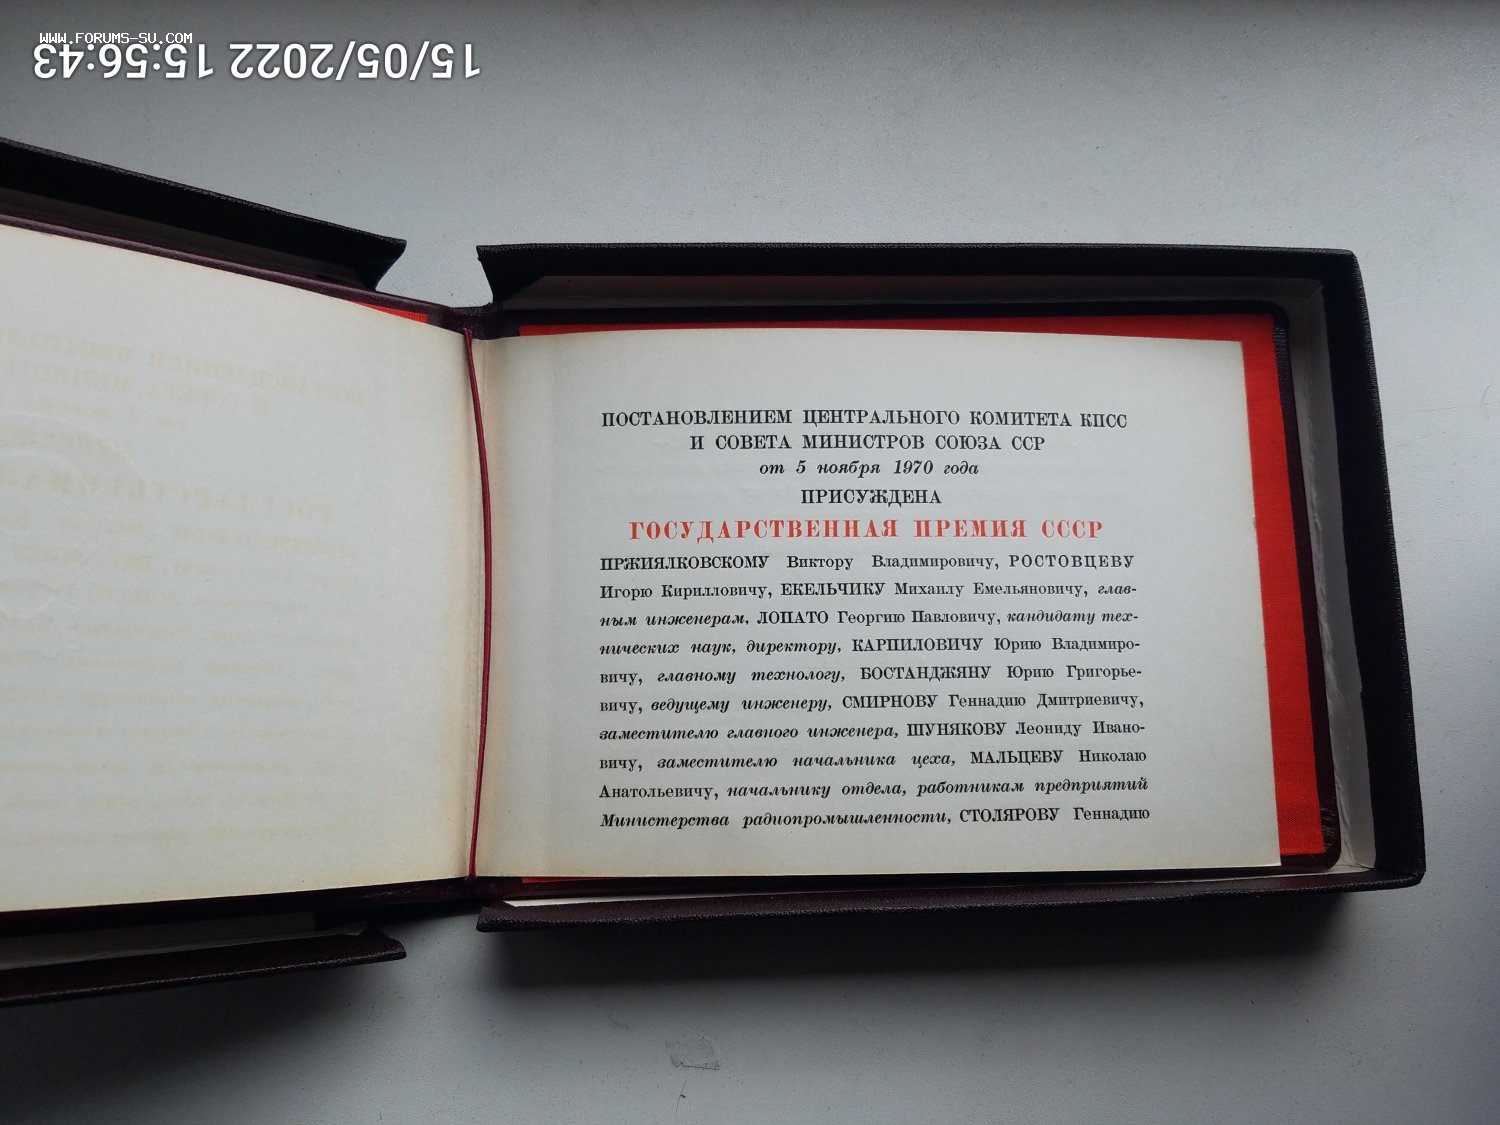 WWW.FORUMS-SU.COM
15/05/2022 15:56:43
ПОСТАНОВЛЕНИЕМ ЦЕНТРАЛЬНОГО КОМИТЕТА КПСС
И СОВЕТА МИНИСТРОВ СОЮЗА ССР
от 5 ноября 1970 года
ПРИСУЖДЕНА
ГОСУДАРСТВЕННАЯ ПРЕМИЯ СССР
ПРЖИЯЛКОВСКОМУ Виктору Владимировичу, РОСТОВЦЕВУ
Игорю Кирилловичу, ЕКЕЛЬЧИКУ Михаилу Емельяновичу, глав-
ным инженерам, ЛОПАТО Георгию Павловичу, кандидату тех-
нических наук, директору, КАРПИЛОВИЧУ Юрию Владимиро-
вичу, главному технологу, БОСТАНДЖЯНУ Юрию Григорье-
вичу, ведущему инженеру, СМИРНОВУ Геннадию Дмитриевичу,
заместителю главного инженера, ШУНЯКОВУ Леониду Ивано-
вичу, заместителю начальника цеха, МАЛЬЦЕВУ Николаю
Анатольевичу, начальнику отдела, работникам предприятий
Министерства радиопромышленности, СТОЛЯРОВУ Геннадию